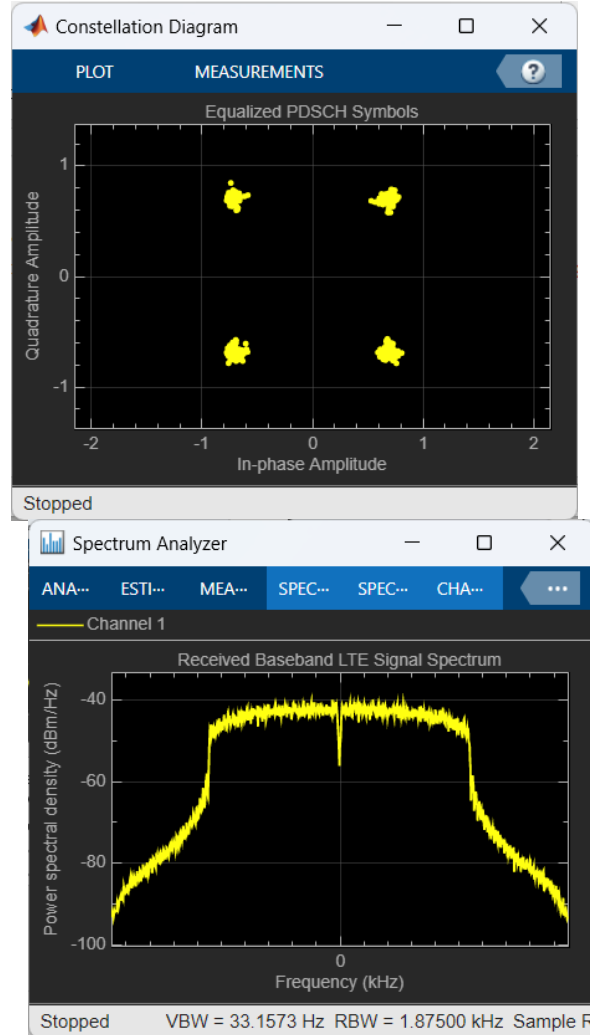 Constellation Diagram
PLOT MEASUREMENTS ?
Equalized PDSCH Symbols
Quadrature Amplitude
1
0
-1
-2 -1 0 1 2
In-phase Amplitude
Stopped
Spectrum Analyzer
ANA··· ESTI··· MEA··· SPEC··· SPEC··· CHA··· ···
Channel 1
Received Baseband LTE Signal Spectrum
Power spectral density (dBm/Hz)
-40
-60
-80
-100
0
Frequency (kHz)
Stopped VBW = 33.1573 Hz RBW = 1.87500 kHz Sample R